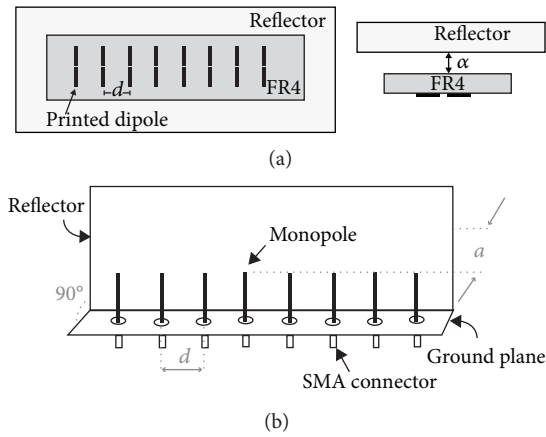 Reflector
Printed dipole
d
FR4
(a)
Reflector
α
FR4
Reflector
Monopole
a
90°
d
Ground plane
SMA connector
(b)